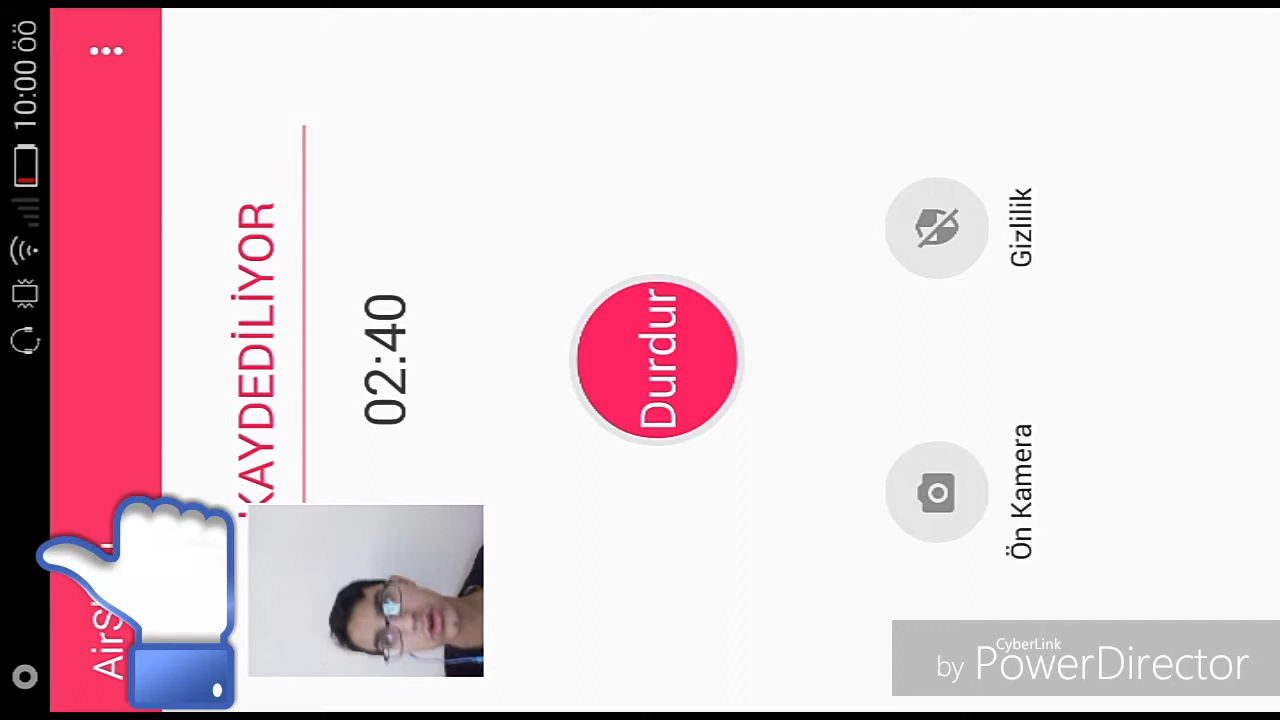 10:00 ÖÖ
KAYDEDİLİYOR
02:40
Durdur
Ön Kamera
Gizlilik
CyberLink
by PowerDirector